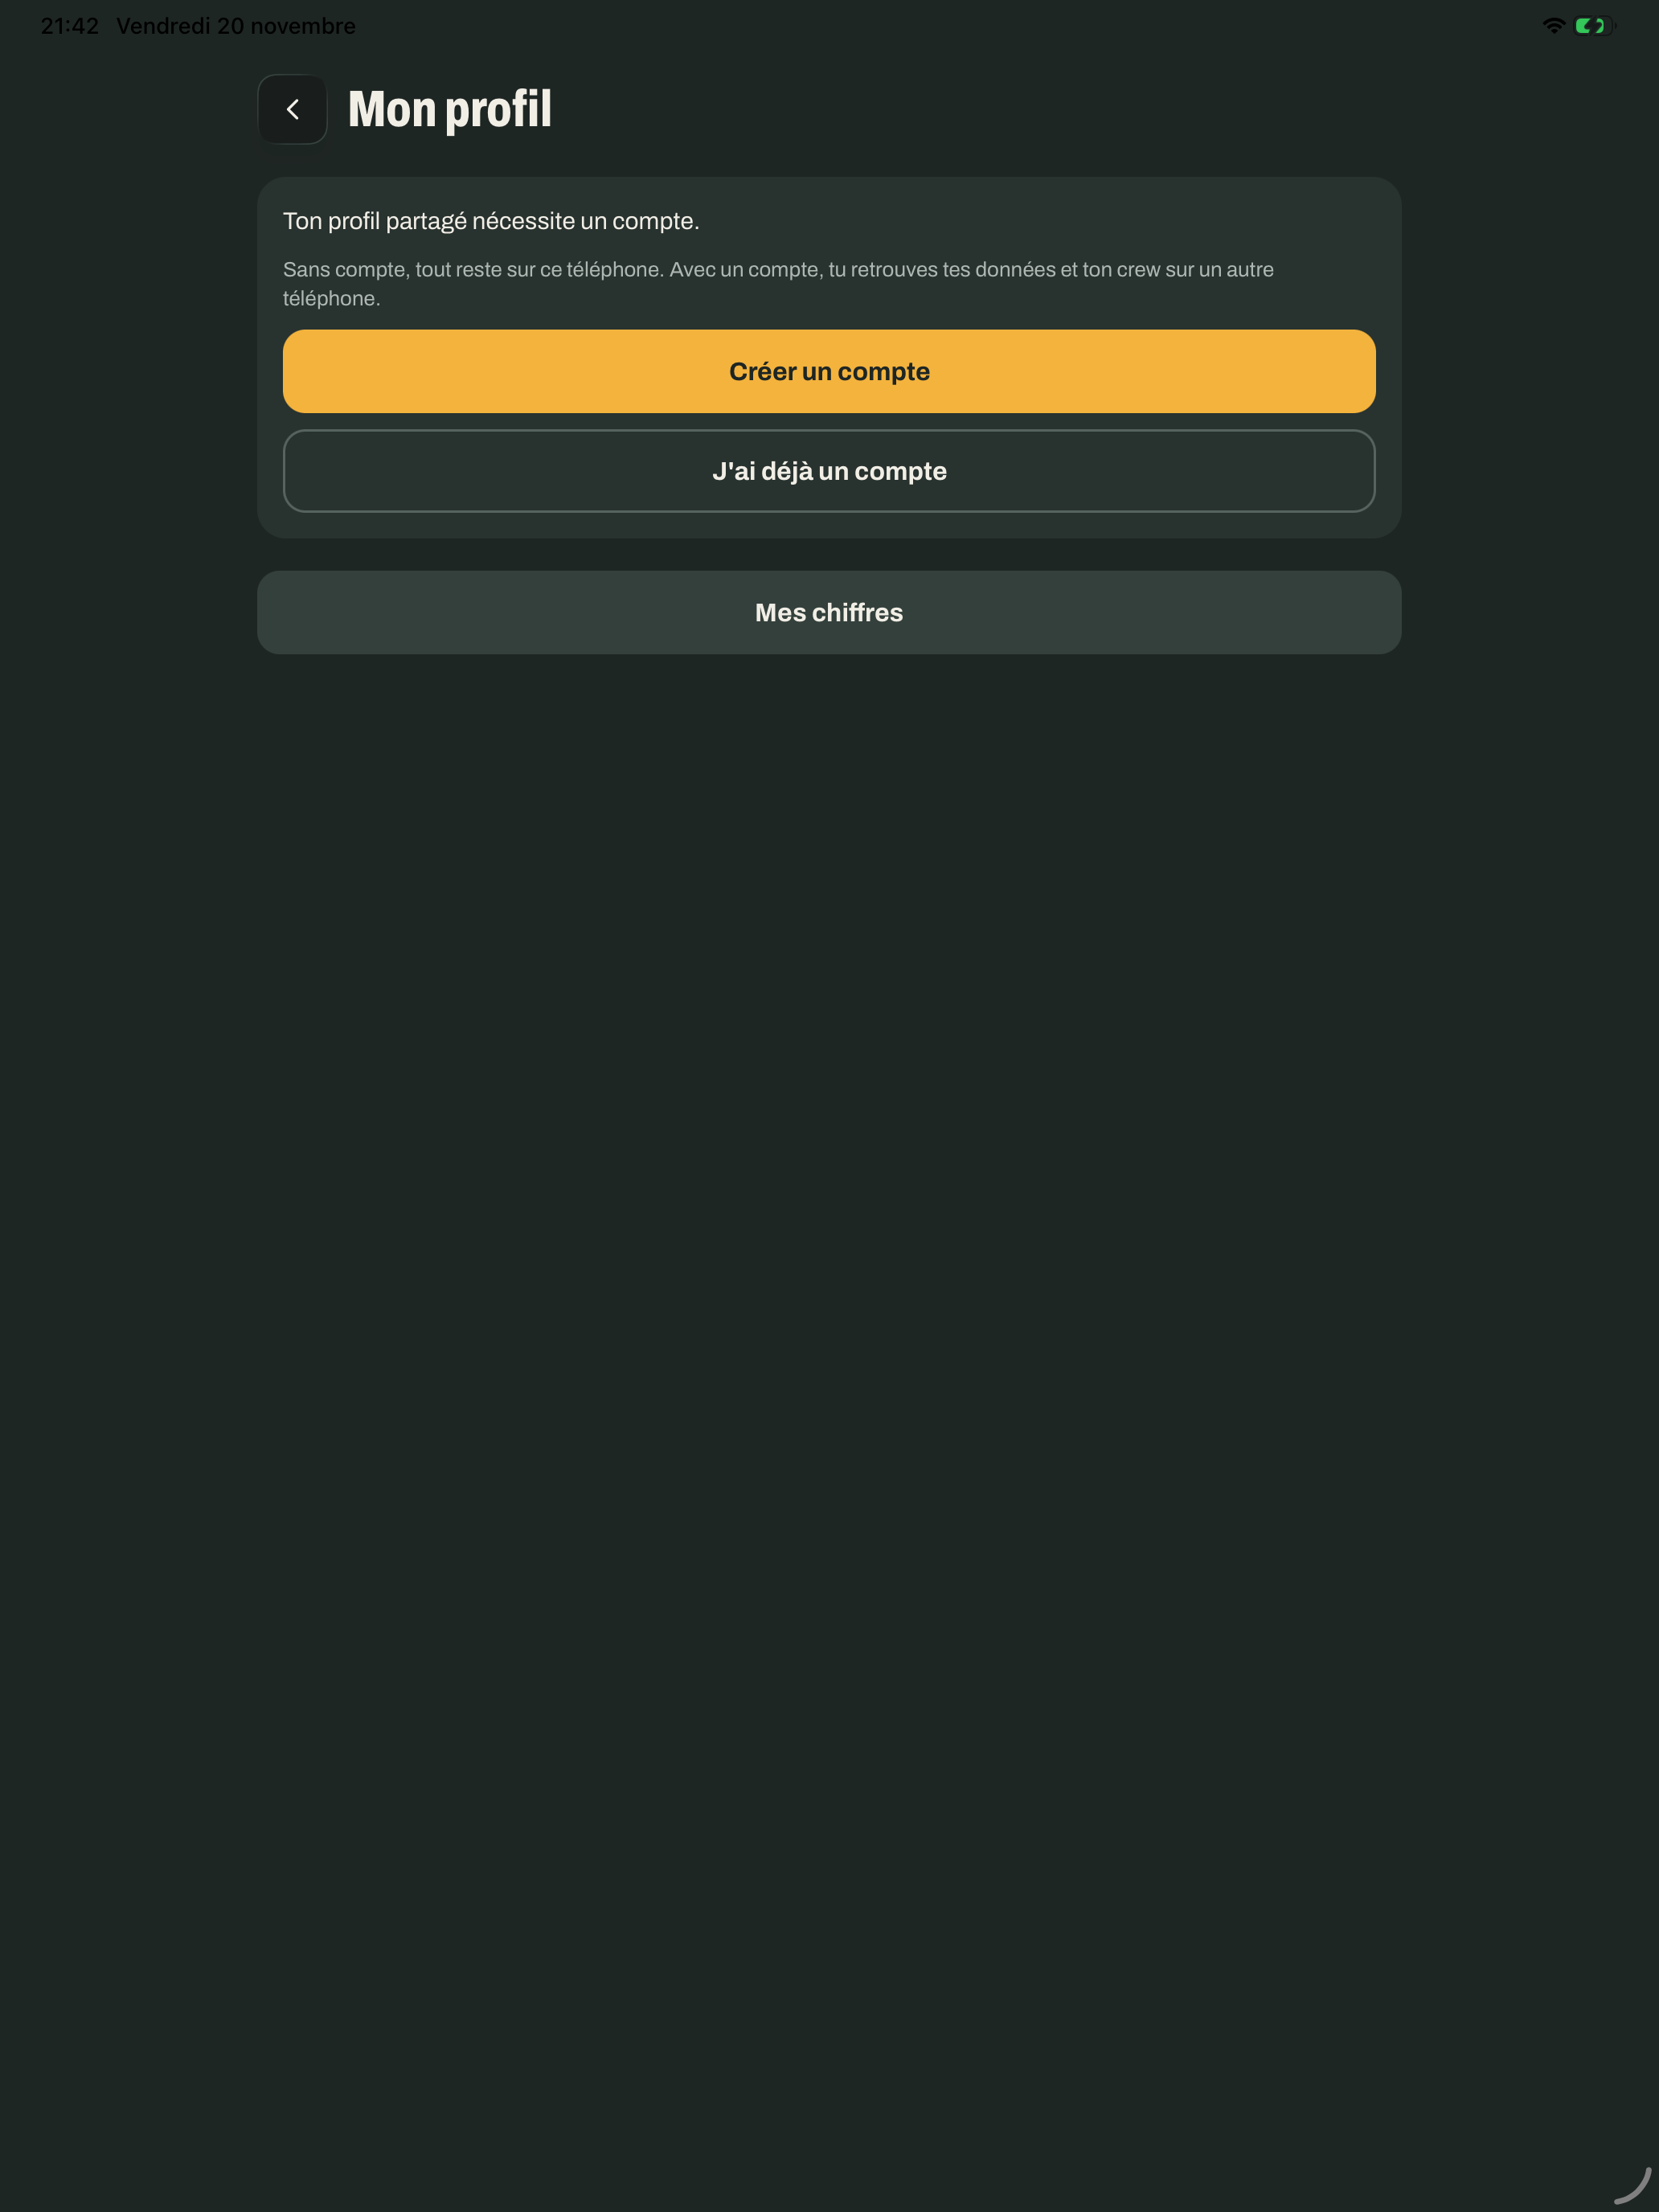 21:42 Vendredi 20 novembre
Mon profil
Ton profil partagé nécessite un compte.
Sans compte, tout reste sur ce téléphone. Avec un compte, tu retrouves tes données et ton crew sur un autre
téléphone.
Créer un compte
J'ai déjà un compte
Mes chiffres